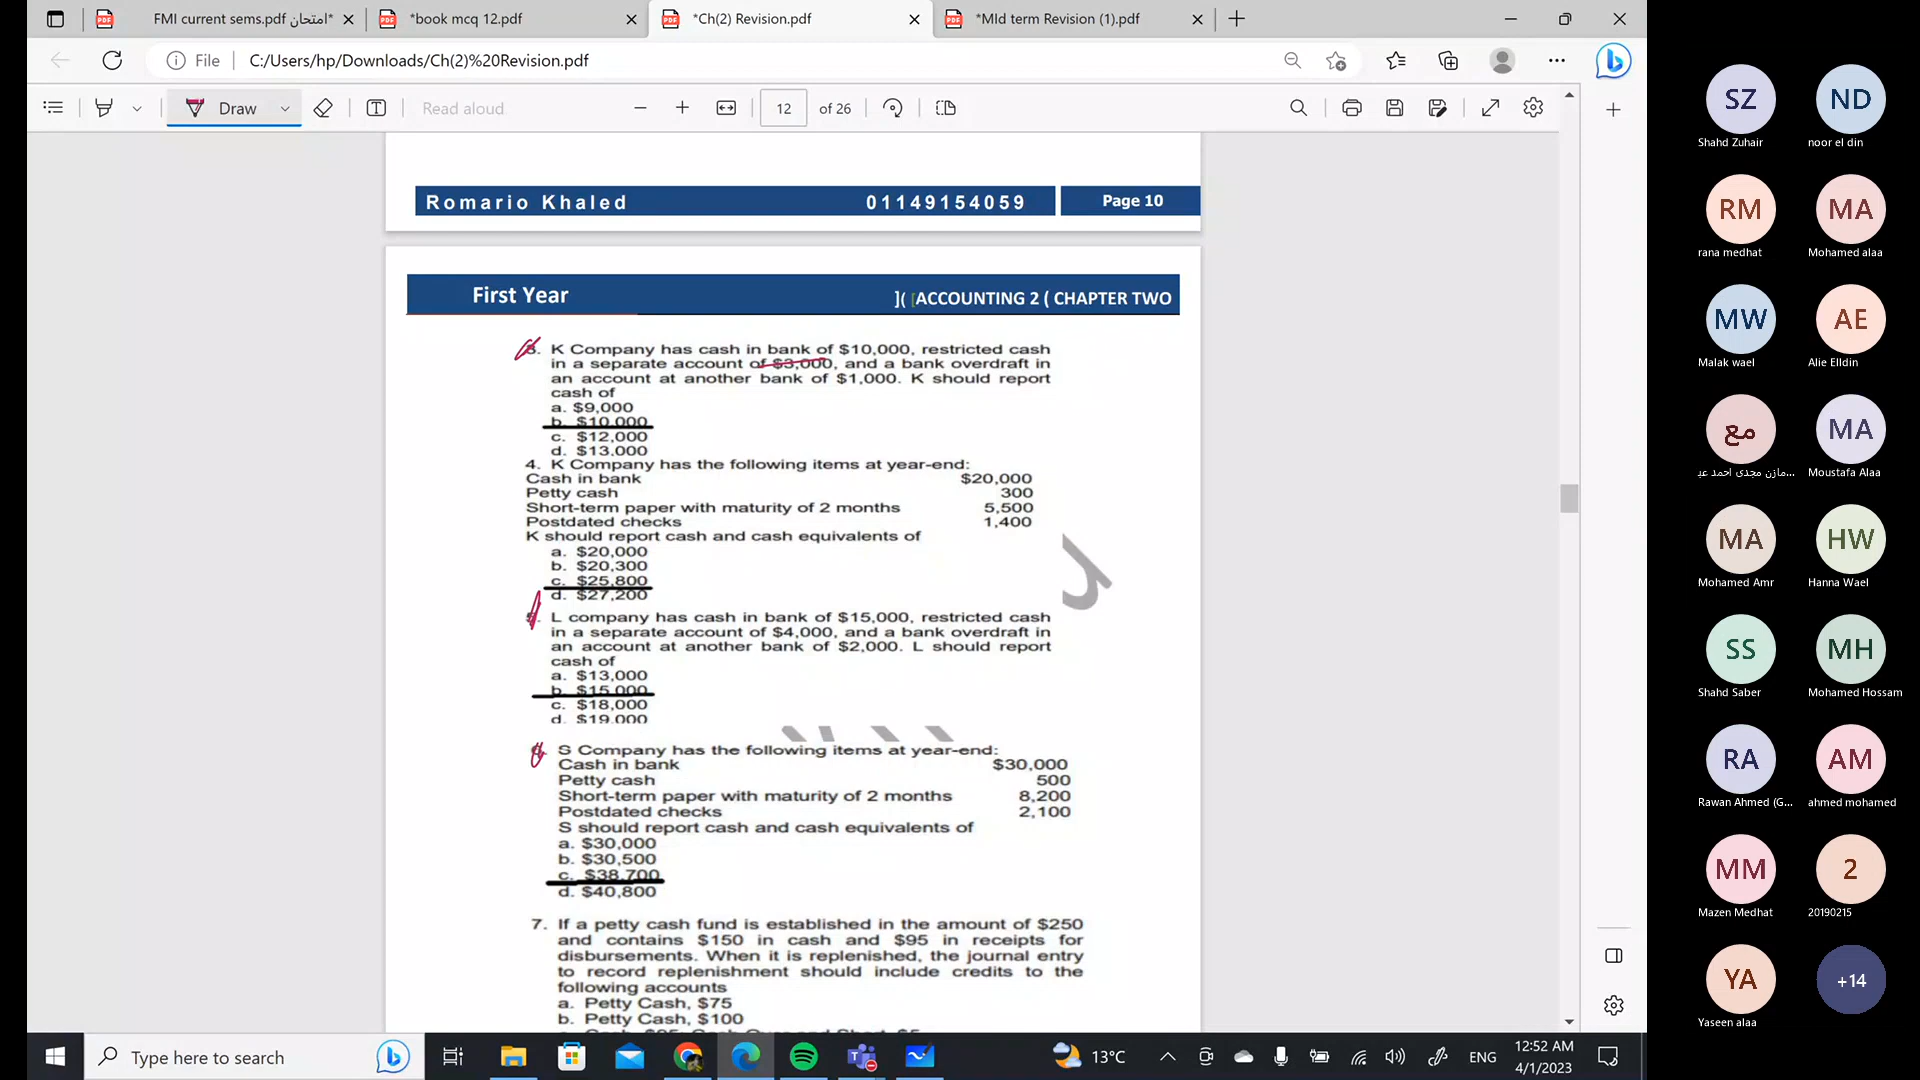 FMI current sems.pdf امتحان*
*book mcq 12.pdf
*Ch(2) Revision.pdf
*MId term Revision (1).pdf
File
C:/Users/hp/Downloads/Ch(2)%20Revision.pdf
Draw
Read aloud
12
of 26
Romario Khaled 01149154059 Page 10
First Year ]( [ACCOUNTING 2 ( CHAPTER TWO
3. K Company has cash in bank of $10,000, restricted cash
in a separate account of $3,000, and a bank overdraft in
an account at another bank of $1,000. K should report
cash of
a. $9,000
b. $10,000
c. $12,000
d. $13,000
4. K Company has the following items at year-end:
Cash in bank $20,000
Petty cash 300
Short-term paper with maturity of 2 months 5,500
Postdated checks 1,400
K should report cash and cash equivalents of
a. $20,000
b. $20,300
c. $25,800
d. $27,200
L company has cash in bank of $15,000, restricted cash
in a separate account of $4,000, and a bank overdraft in
an account at another bank of $2,000. L should report
cash of
a. $13,000
b. $15,000
c. $18,000
d. $19,000
S Company has the following items at year-end:
Cash in bank $30,000
Petty cash 500
Short-term paper with maturity of 2 months 8,200
Postdated checks 2,100
S should report cash and cash equivalents of
a. $30,000
b. $30,500
c. $38,700
d. $40,800
7. If a petty cash fund is established in the amount of $250
and contains $150 in cash and $95 in receipts for
disbursements. When it is replenished, the journal entry
to record replenishment should include credits to the
following accounts
a. Petty Cash, $75
b. Petty Cash, $100
SZ ND
Shahd Zuhair noor el din
RM MA
rana medhat Mohamed alaa
MW AE
Malak wael Alie Elldin
مع MA
مازن مجدى احمد عبد... Moustafa Alaa
MA HW
Mohamed Amr Hanna Wael
SS MH
Shahd Saber Mohamed Hossam
RA AM
Rawan Ahmed (G... ahmed mohamed
MM 2
Mazen Medhat 20190215
YA +14
Yaseen alaa
Type here to search
13°C
ENG
12:52 AM
4/1/2023